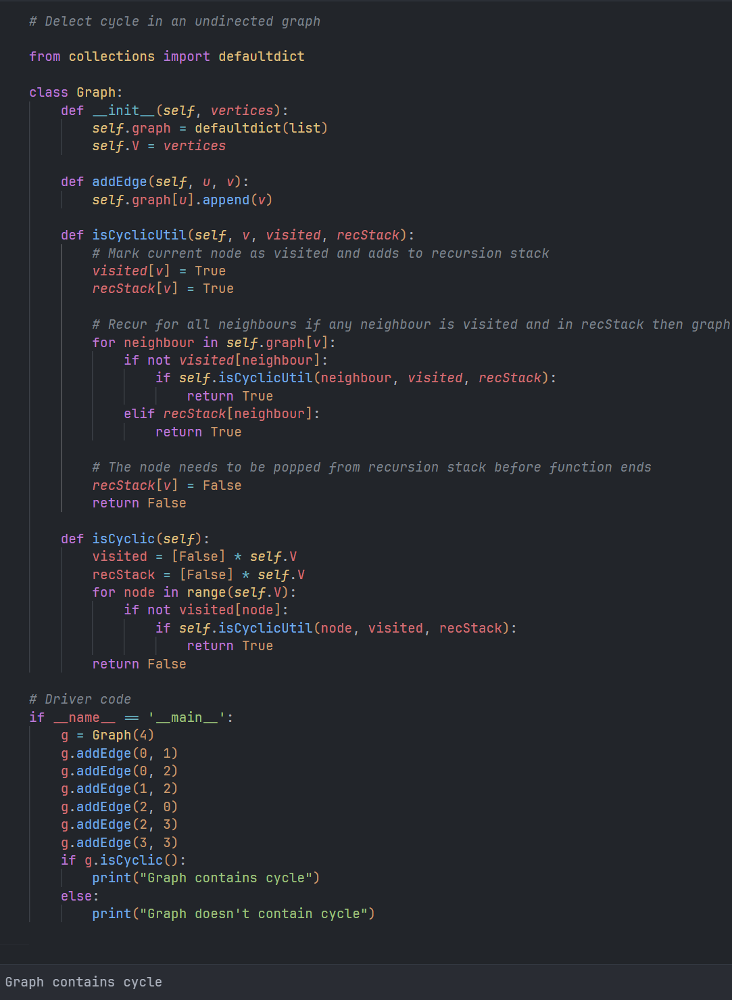 # Delect cycle in an undirected graph
from collections import defaultdict
class Graph:
    def __init__(self, vertices):
        self.graph = defaultdict(list)
        self.V = vertices
    def addEdge(self, u, v):
        self.graph[u].append(v)
    def isCyclicUtil(self, v, visited, recStack):
        # Mark current node as visited and adds to recursion stack
        visited[v] = True
        recStack[v] = True
        # Recur for all neighbours if any neighbour is visited and in recStack then graph
        for neighbour in self.graph[v]:
            if not visited[neighbour]:
                if self.isCyclicUtil(neighbour, visited, recStack):
                    return True
            elif recStack[neighbour]:
                return True
        # The node needs to be popped from recursion stack before function ends
        recStack[v] = False
        return False
    def isCyclic(self):
        visited = [False] * self.V
        recStack = [False] * self.V
        for node in range(self.V):
            if not visited[node]:
                if self.isCyclicUtil(node, visited, recStack):
                    return True
        return False
# Driver code
if __name__ == '__main__':
    g = Graph(4)
    g.addEdge(0, 1)
    g.addEdge(0, 2)
    g.addEdge(1, 2)
    g.addEdge(2, 0)
    g.addEdge(2, 3)
    g.addEdge(3, 3)
    if g.isCyclic():
        print("Graph contains cycle")
    else:
        print("Graph doesn't contain cycle")
Graph contains cycle